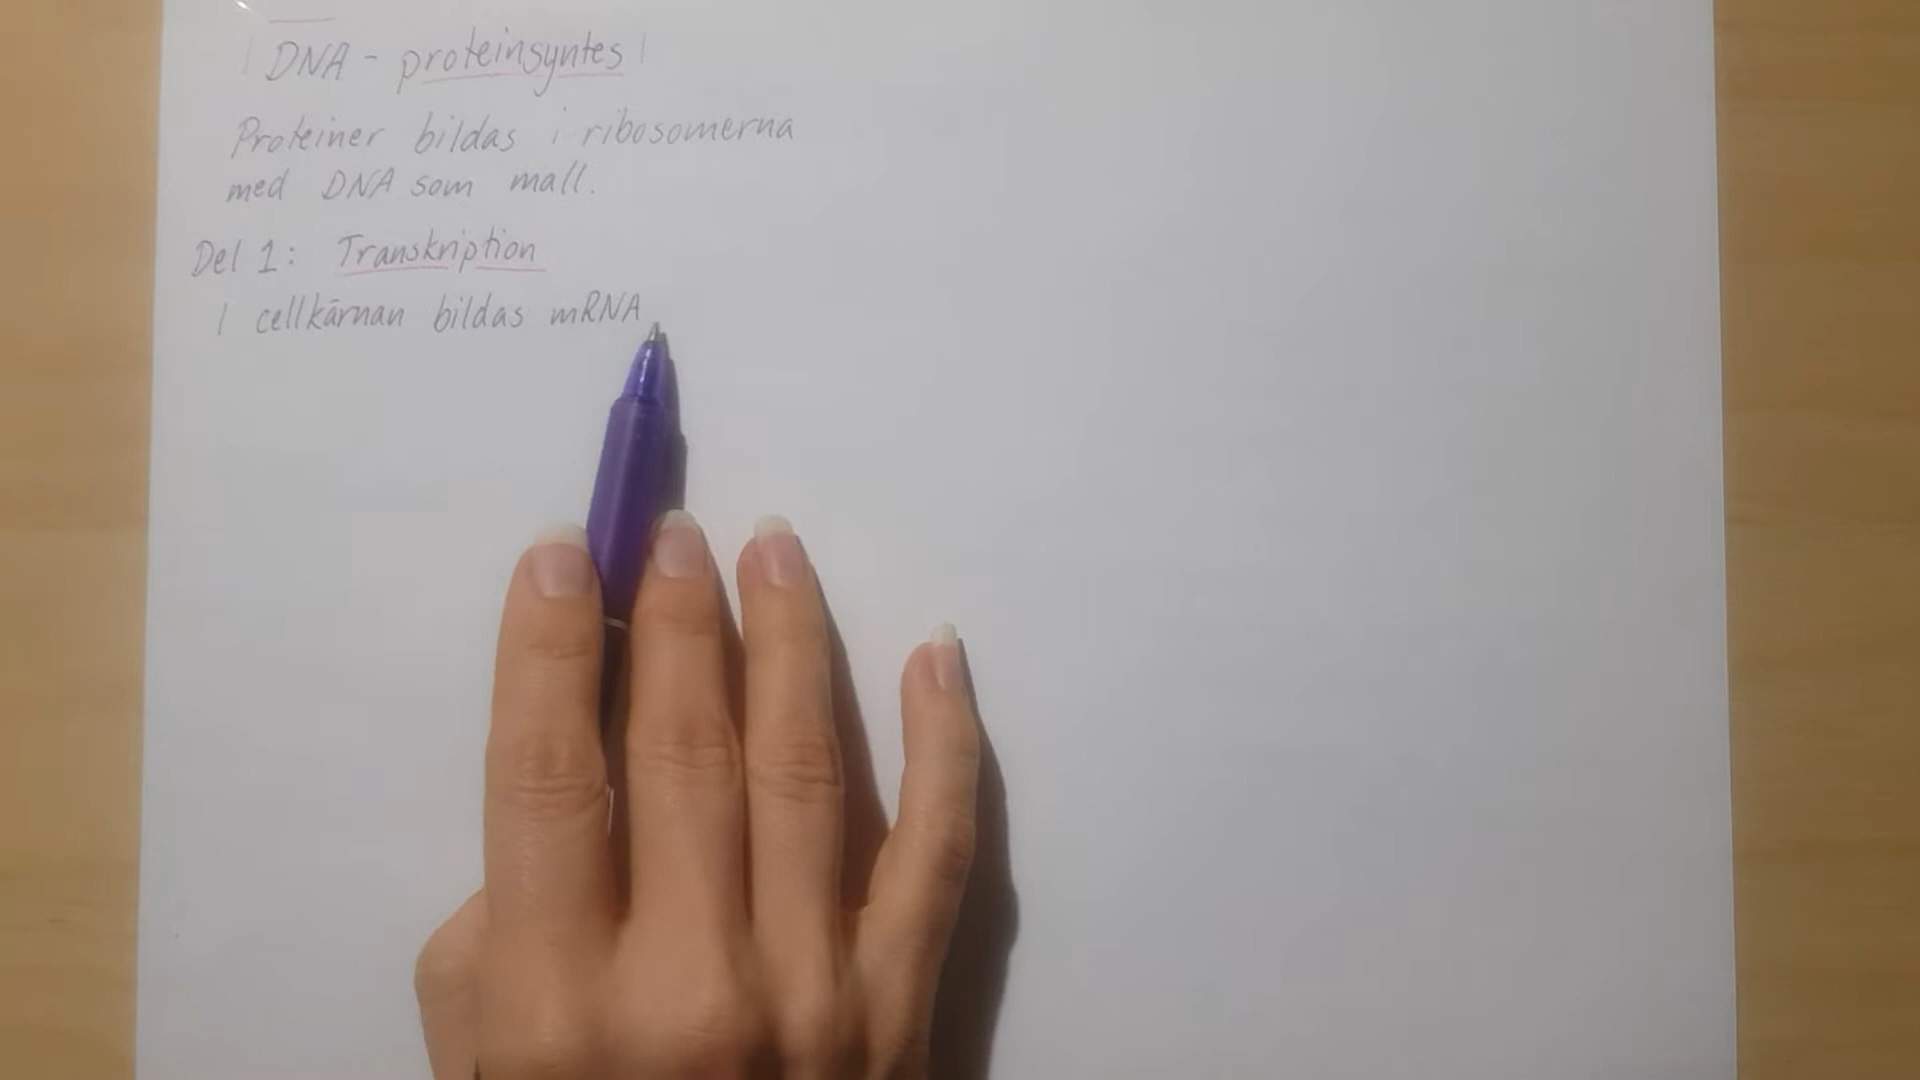 DNA - proteinsyntes
Proteiner bildas i ribosomerna
med DNA som mall.
Del 1: Transkription
I cellkärnan bildas mRNA